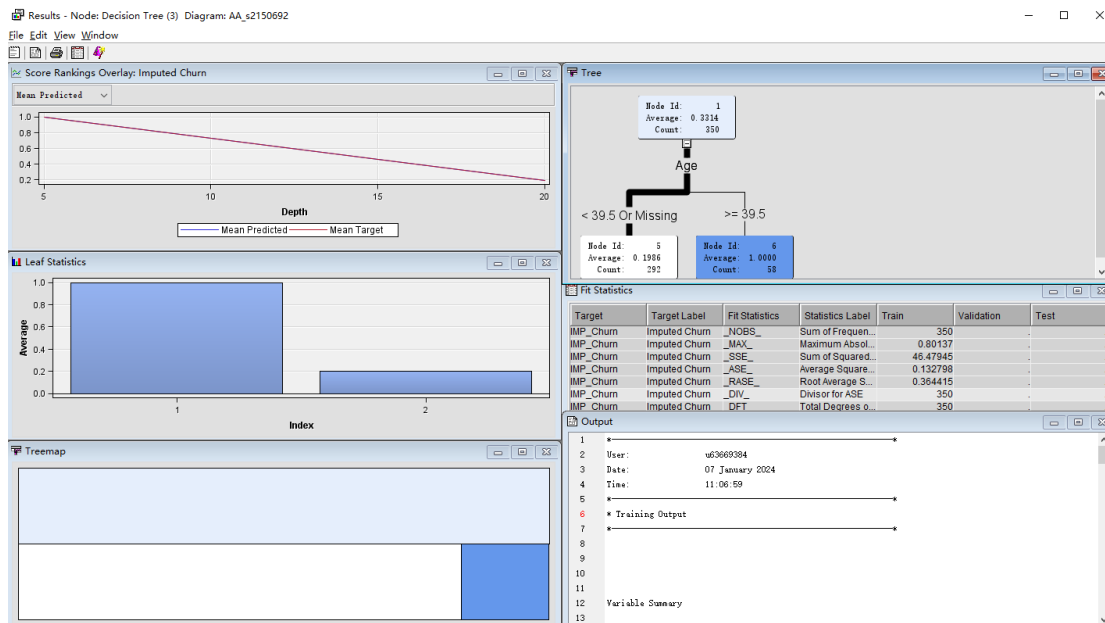 Results - Node: Decision Tree (3) Diagram: AA_s2150692
File Edit View Window
Score Rankings Overlay: Imputed Churn
Mean Predicted
1.0
0.8
0.6
0.4
0.2
5 10 15 20
Depth
Mean Predicted Mean Target
Leaf Statistics
1.0
0.8
0.6
0.4
0.2
0.0
Average
1 2
Index
Treemap
Tree
Node Id: 1
Average: 0.3314
Count: 350
Age
< 39.5 Or Missing >= 39.5
Node Id: 5
Average: 0.1986
Count: 292
Node Id: 6
Average: 1.0000
Count: 58
Fit Statistics
Target Target Label Fit Statistics Statistics Label Train Validation Test
IMP_Churn Imputed Churn _NOBS_ Sum of Frequen... 350 . .
IMP_Churn Imputed Churn _MAX_ Maximum Absol... 0.80137 . .
IMP_Churn Imputed Churn _SSE_ Sum of Squared... 46.47945 . .
IMP_Churn Imputed Churn _ASE_ Average Square... 0.132798 . .
IMP_Churn Imputed Churn _RASE_ Root Average S... 0.364415 . .
IMP_Churn Imputed Churn _DIV_ Divisor for ASE 350 . .
IMP_Churn Imputed Churn _DFT_ Total Degrees o... 350 . .
Output
1 *------------------------------------------------------------*
2 User: u63669384
3 Date: 07 January 2024
4 Time: 11:06:59
5 *------------------------------------------------------------*
6 * Training Output
7 *------------------------------------------------------------*
8
9
10
11
12 Variable Summary
13